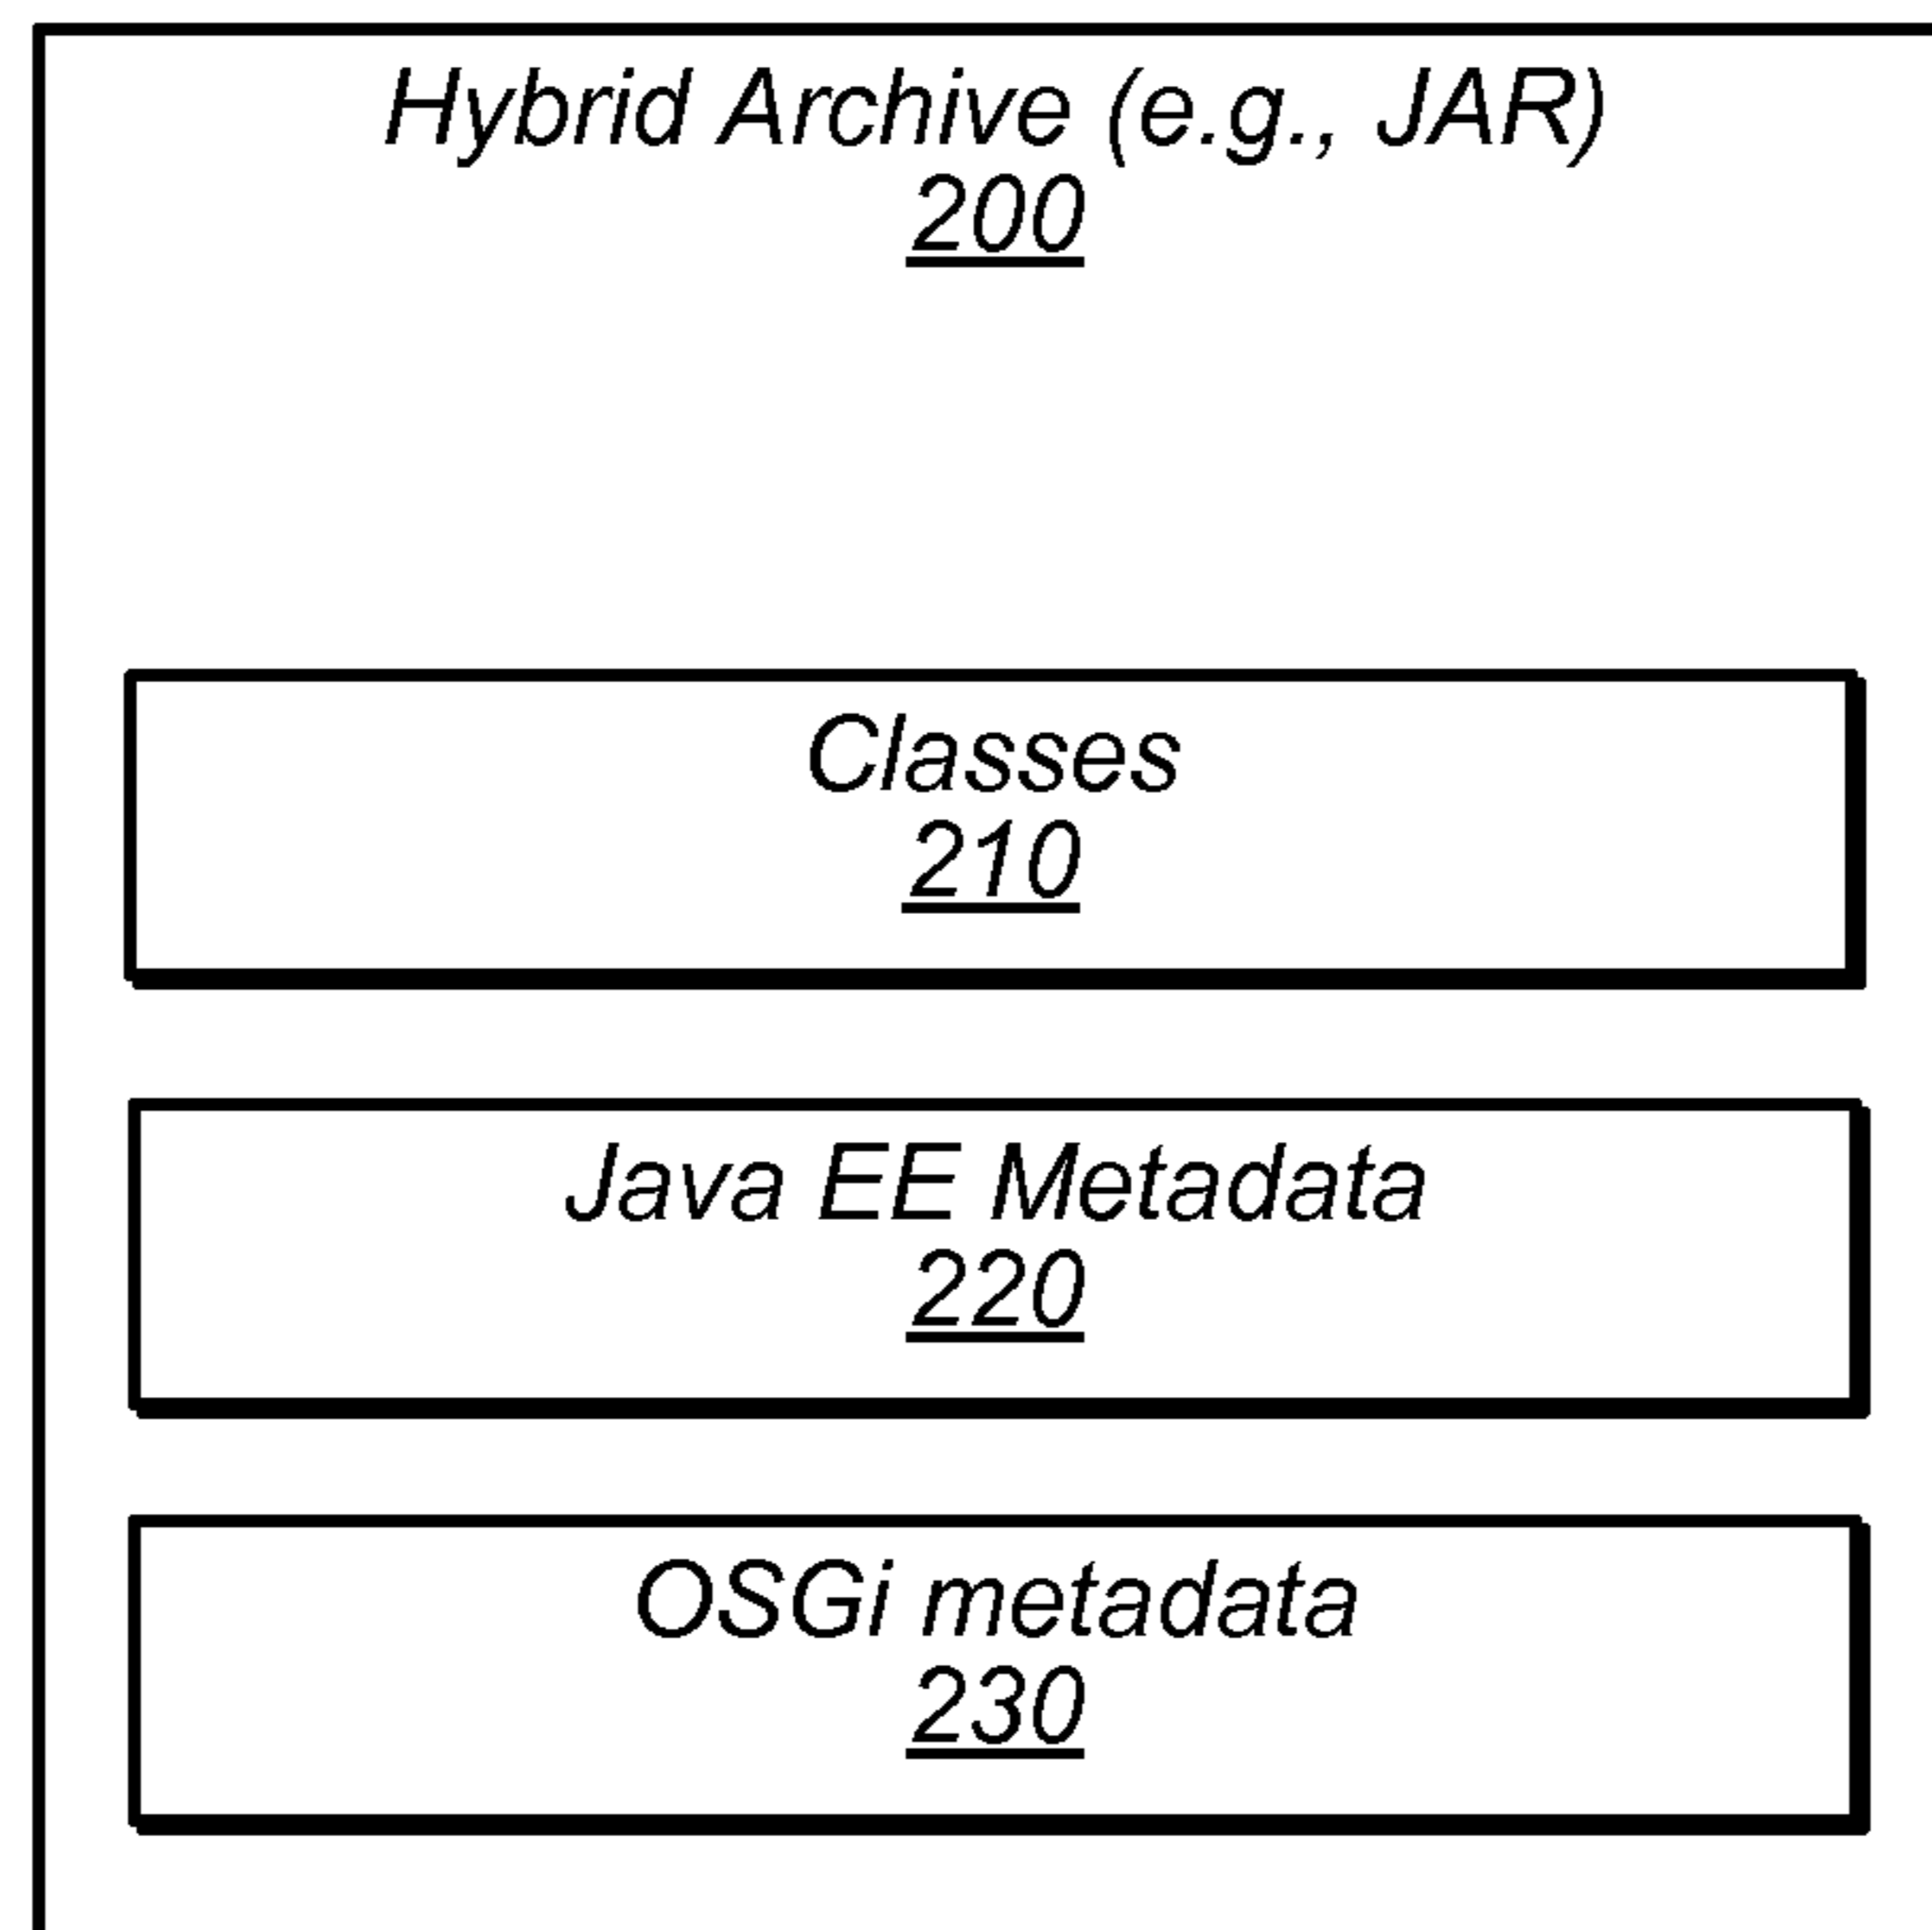 Hybrid Archive (e.g., JAR)
200
Classes
210
Java EE Metadata
220
OSGi metadata
230